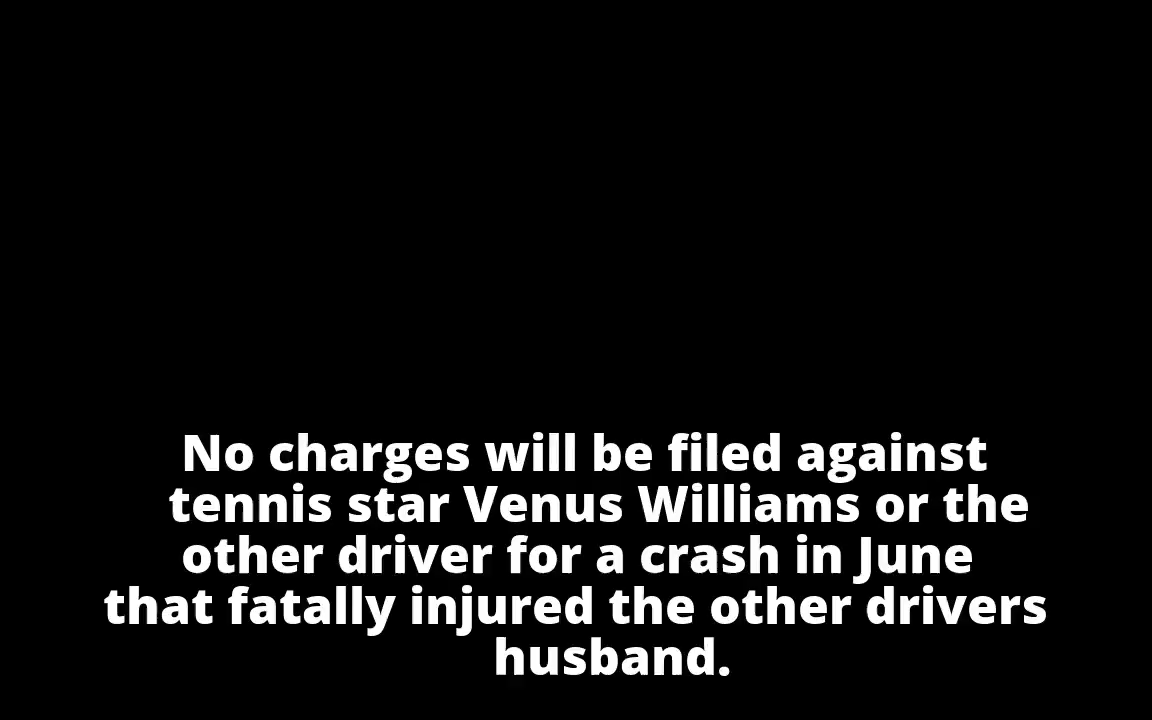 No charges will be filed against
tennis star Venus Williams or the
other driver for a crash in June
that fatally injured the other drivers
husband.